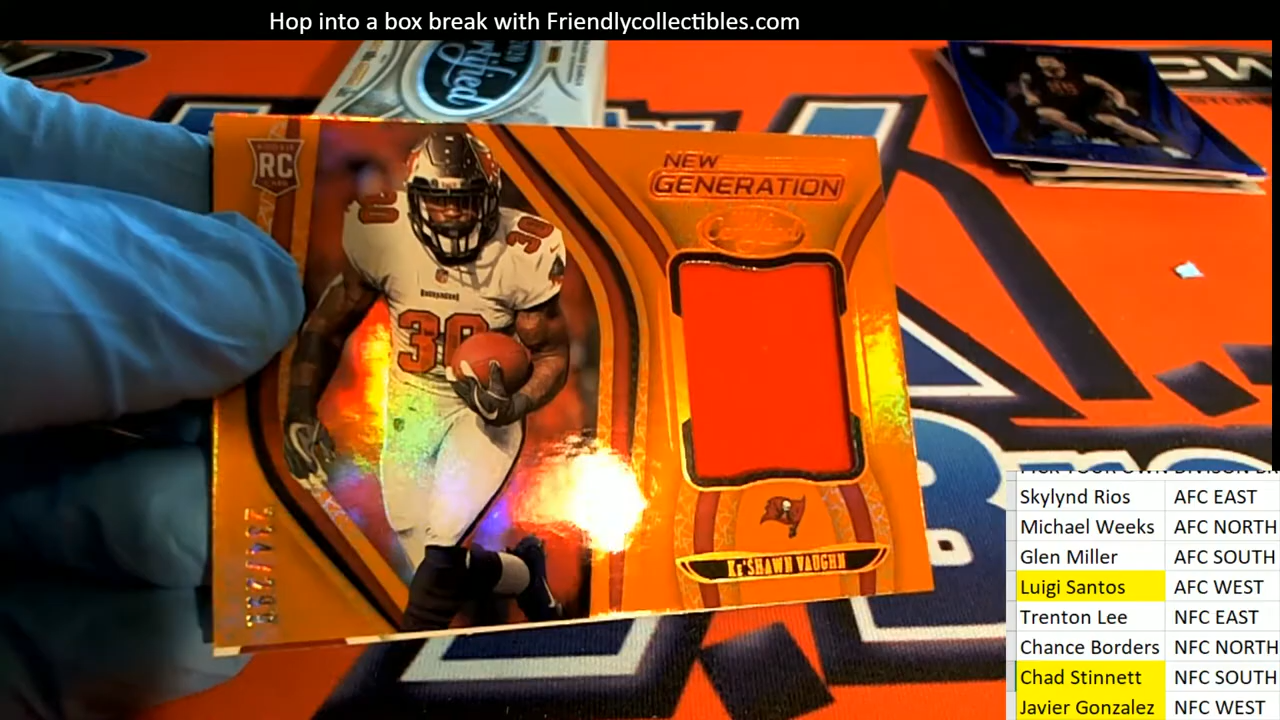 Hop into a box break with Friendlycollectibles.com
RC
NEW
GENERATION
30
30
BUCCANEERS
30
Ke'SHAWN VAUGHN
Skylynd Rios AFC EAST
Michael Weeks AFC NORTH
Glen Miller AFC SOUTH
Luigi Santos AFC WEST
Trenton Lee NFC EAST
Chance Borders NFC NORTH
Chad Stinnett NFC SOUTH
Javier Gonzalez NFC WEST